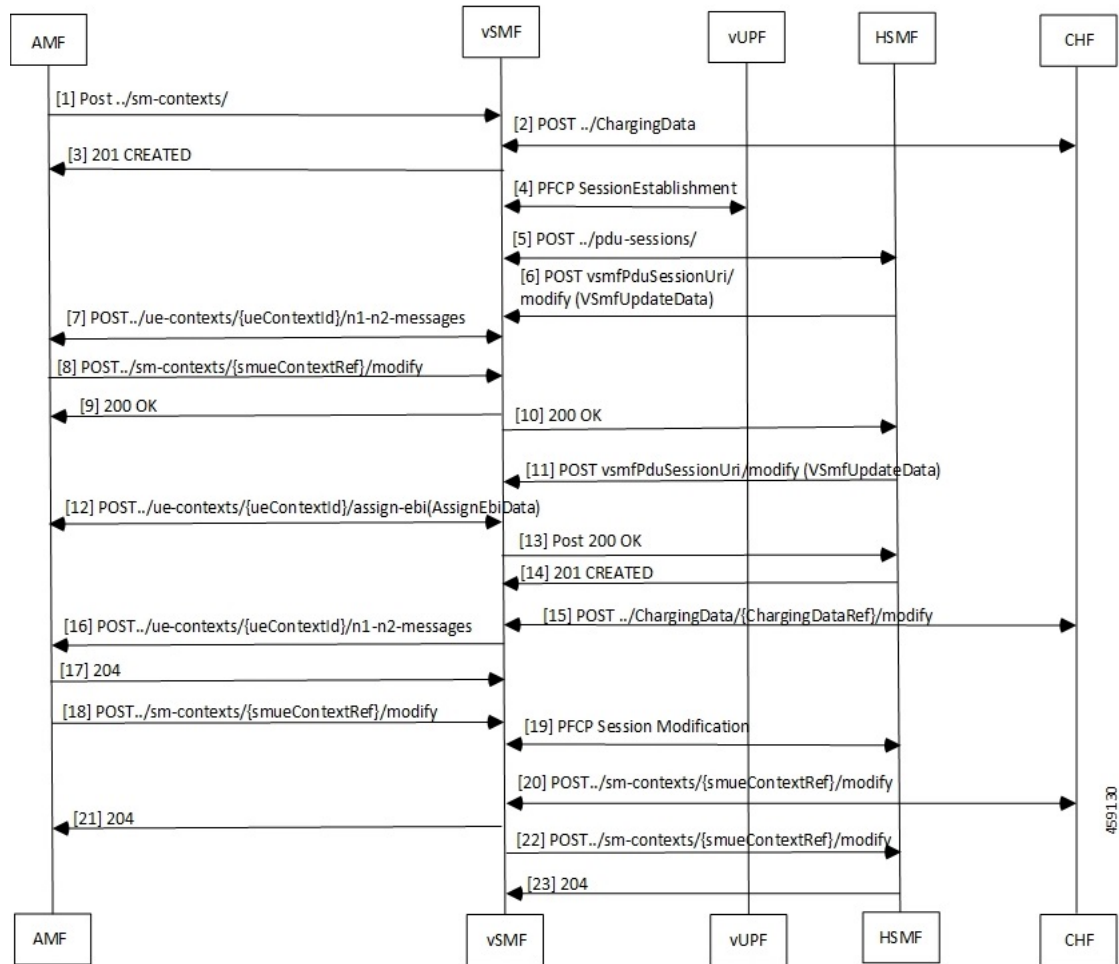 AMF
vSMF
vUPF
HSMF
CHF
[1] Post ../sm-contexts/
[2] POST ../ChargingData
[3] 201 CREATED
[4] PFCP SessionEstablishment
[5] POST ../pdu-sessions/
[6] POST vsmfPduSessionUri/
modify (VSmfUpdateData)
[7] POST../ue-contexts/{ueContextId}/n1-n2-messages
[8] POST../sm-contexts/{smueContextRef}/modify
[9] 200 OK
[10] 200 OK
[11] POST vsmfPduSessionUri/modify (VSmfUpdateData)
[12] POST../ue-contexts/{ueContextId}/assign-ebi(AssignEbiData)
[13] Post 200 OK
[14] 201 CREATED
[15] POST ../ChargingData/{ChargingDataRef}/modify
[16] POST../ue-contexts/{ueContextId}/n1-n2-messages
[17] 204
[18] POST../sm-contexts/{smueContextRef}/modify
[19] PFCP Session Modification
[20] POST../sm-contexts/{smueContextRef}/modify
[21] 204
[22] POST../sm-contexts/{smueContextRef}/modify
[23] 204
459130
AMF
vSMF
vUPF
HSMF
CHF